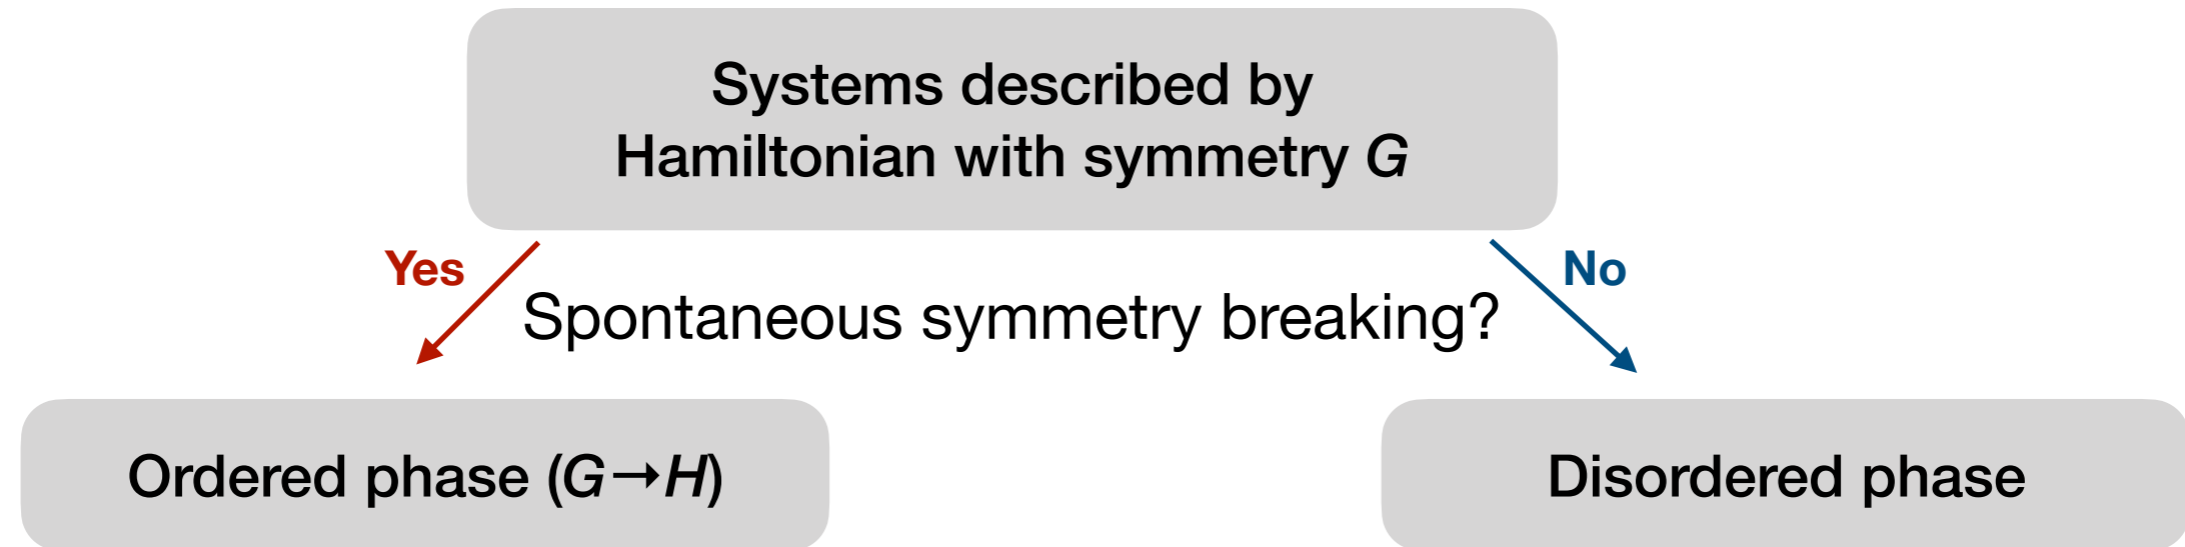 Systems described by
Hamiltonian with symmetry G
Yes
No
Spontaneous symmetry breaking?
Ordered phase (G→H)
Disordered phase